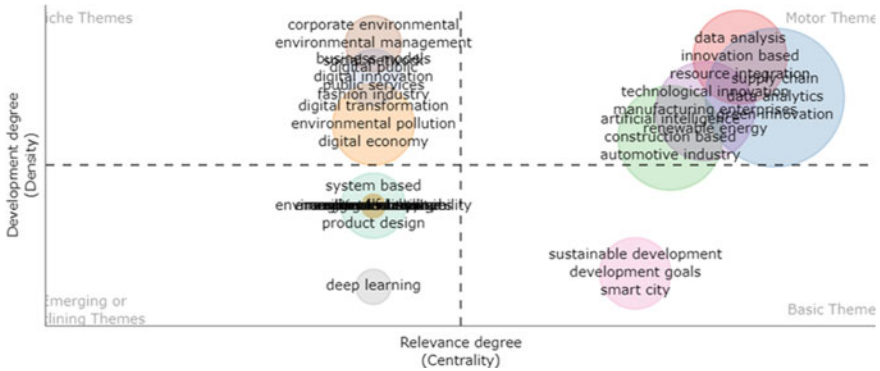 iche Themes
Motor Theme
corporate environmental
environmental management
business models
social network
digital public
digital innovation
public services
fashion industry
digital transformation
environmental pollution
digital economy
data analysis
innovation based
resource integration
supply chain
data analytics
green innovation
technological innovation
manufacturing enterprises
renewable energy
artificial intelligence
construction based
automotive industry
system based
product design
deep learning
sustainable development
development goals
smart city
Emerging or
lining Themes
Basic Theme
Development degree
(Density)
Relevance degree
(Centrality)